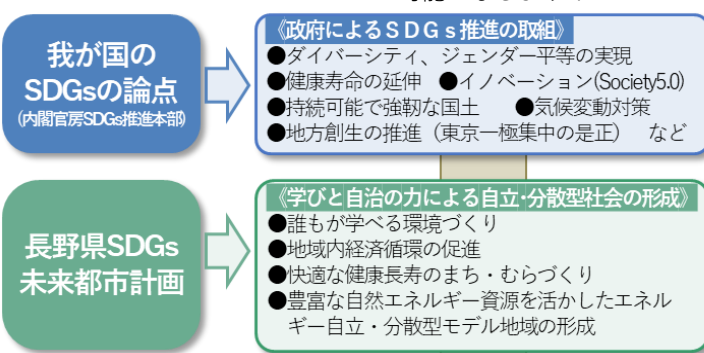 我が国の
SDGsの論点
(内閣官房SDGs推進本部)
《政府によるＳＤＧｓ推進の取組》
●ダイバーシティ、ジェンダー平等の実現
●健康寿命の延伸　●イノベーション(Society5.0)
●持続可能で強靭な国土　●気候変動対策
●地方創生の推進（東京一極集中の是正）　など
長野県SDGs
未来都市計画
《学びと自治の力による自立･分散型社会の形成》
●誰もが学べる環境づくり
●地域内経済循環の促進
●快適な健康長寿のまち・むらづくり
●豊富な自然エネルギー資源を活かしたエネル
ギー自立・分散型モデル地域の形成